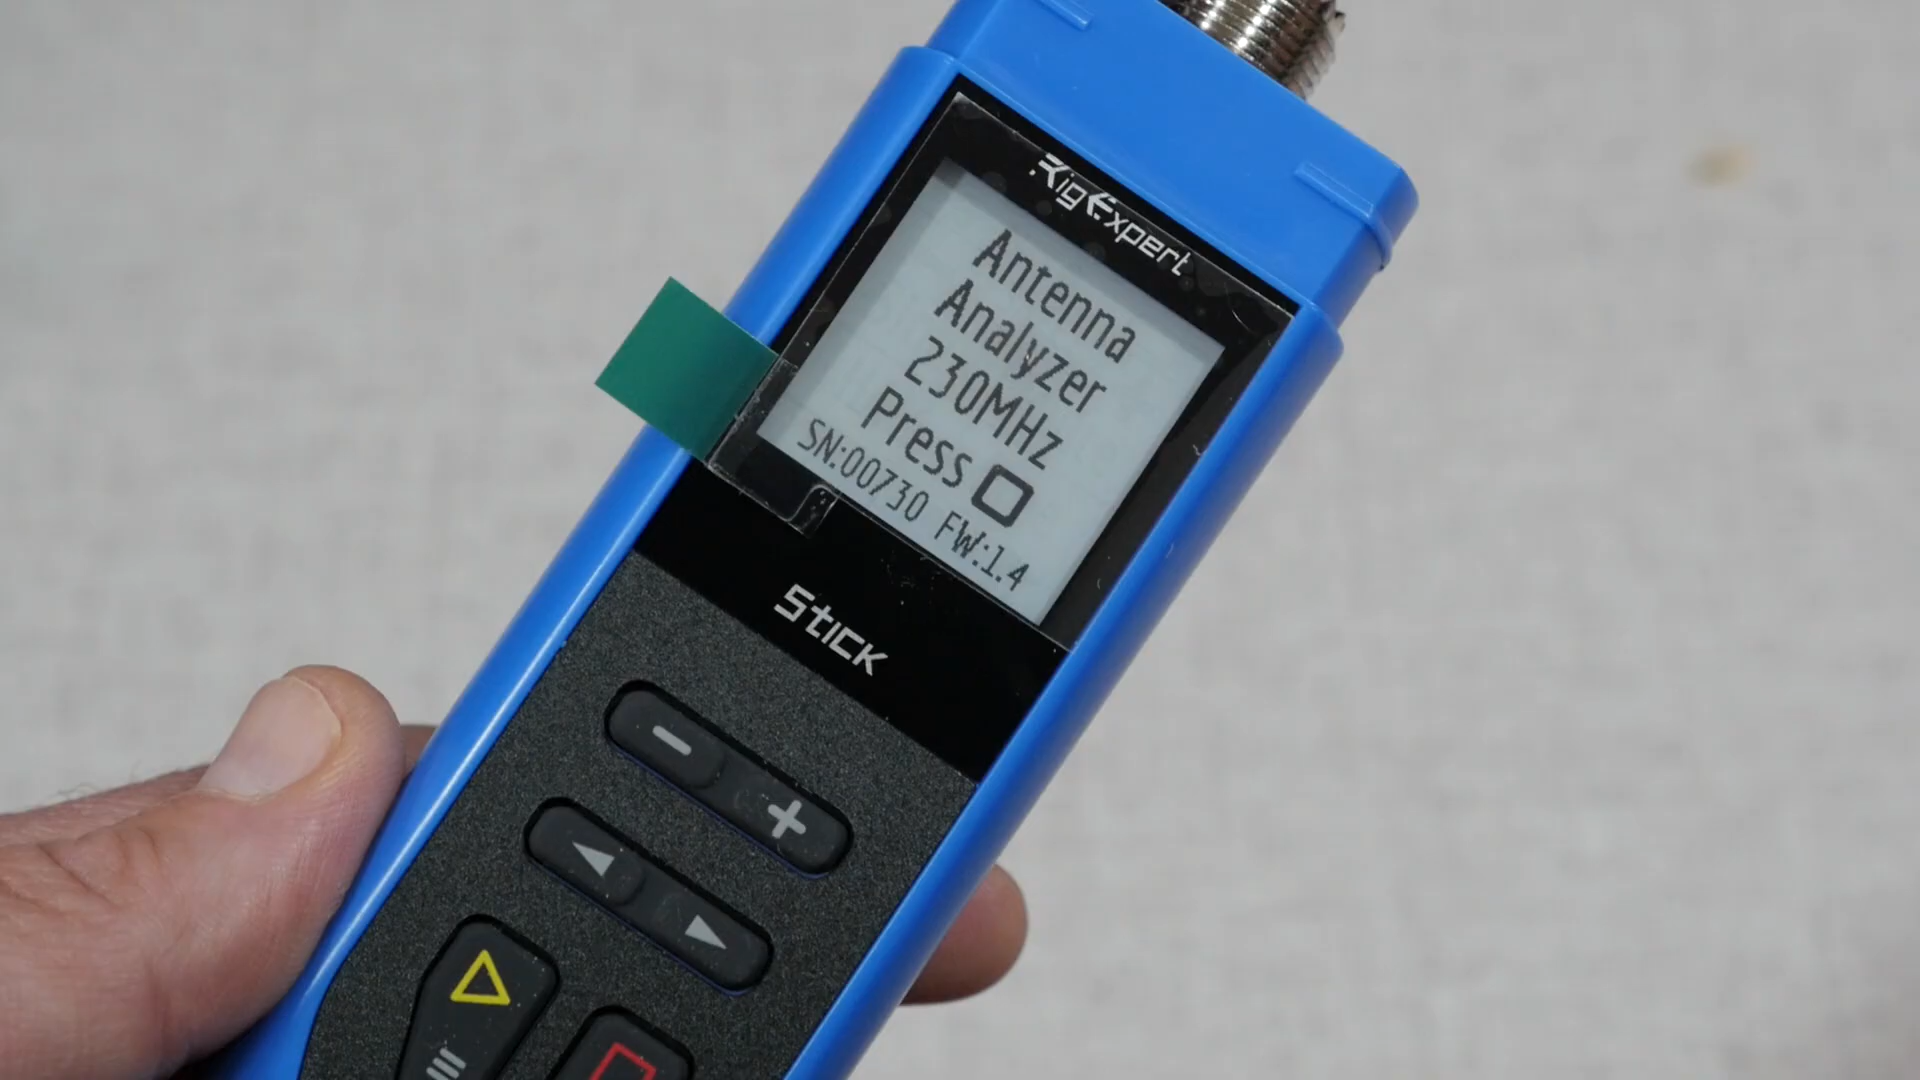 RigExpert
Antenna
Analyzer
230MHz
Press
SN:00730 FW:1.4
Stick
− +